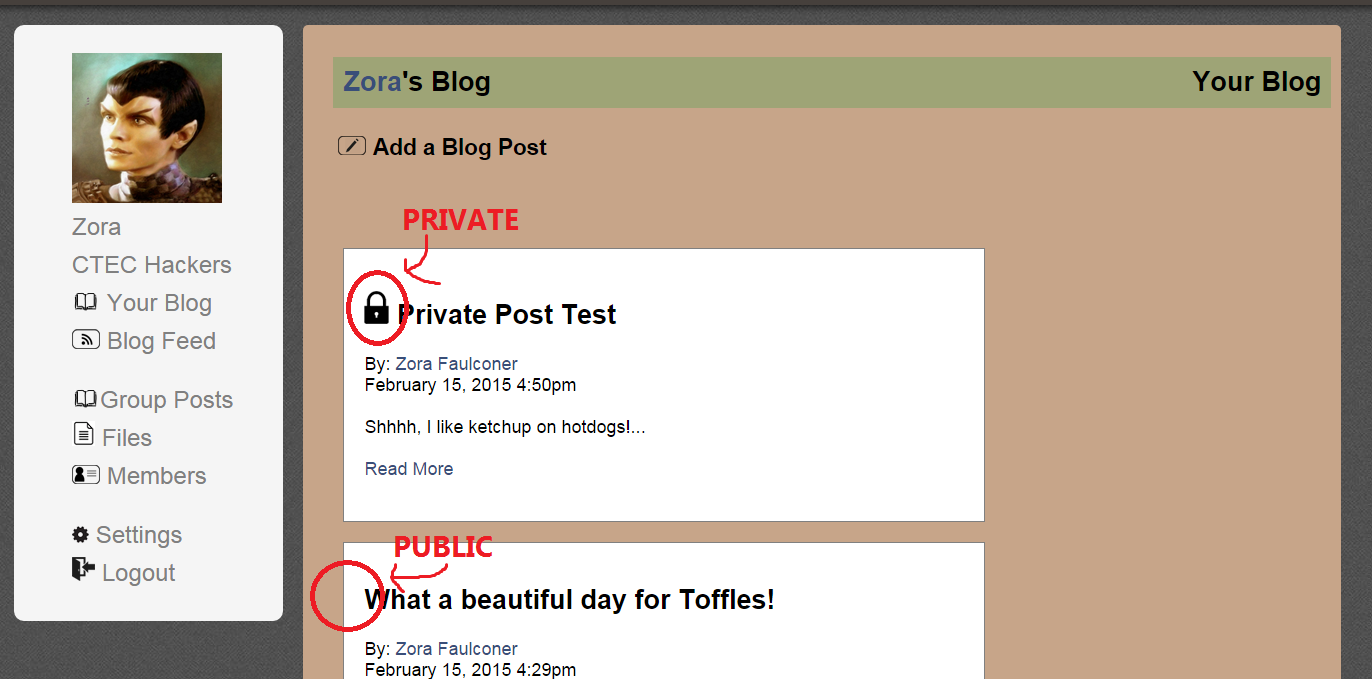 Zora
CTEC Hackers
Your Blog
Blog Feed
Group Posts
Files
Members
Settings
Logout
Zora's Blog
Your Blog
Add a Blog Post
PRIVATE
Private Post Test
By: Zora Faulconer
February 15, 2015 4:50pm
Shhhh, I like ketchup on hotdogs!...
Read More
PUBLIC
What a beautiful day for Toffles!
By: Zora Faulconer
February 15, 2015 4:29pm